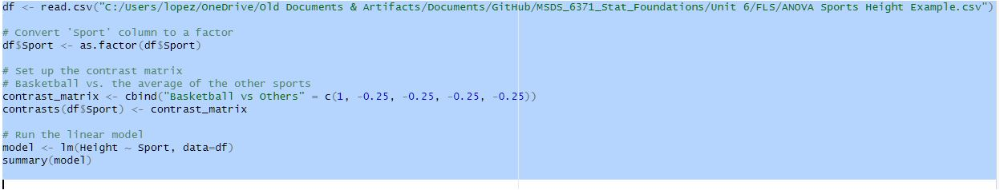 df <- read.csv("C:/Users/lopez/OneDrive/Old Documents & Artifacts/Documents/GitHub/MSDS_6371_Stat_Foundations/Unit 6/FLS/ANOVA Sports Height Example.csv")
# Convert 'Sport' column to a factor
df$Sport <- as.factor(df$Sport)
# Set up the contrast matrix
# Basketball vs. the average of the other sports
contrast_matrix <- cbind("Basketball vs Others" = c(1, -0.25, -0.25, -0.25, -0.25))
contrasts(df$Sport) <- contrast_matrix
# Run the linear model
model <- lm(Height ~ Sport, data=df)
summary(model)